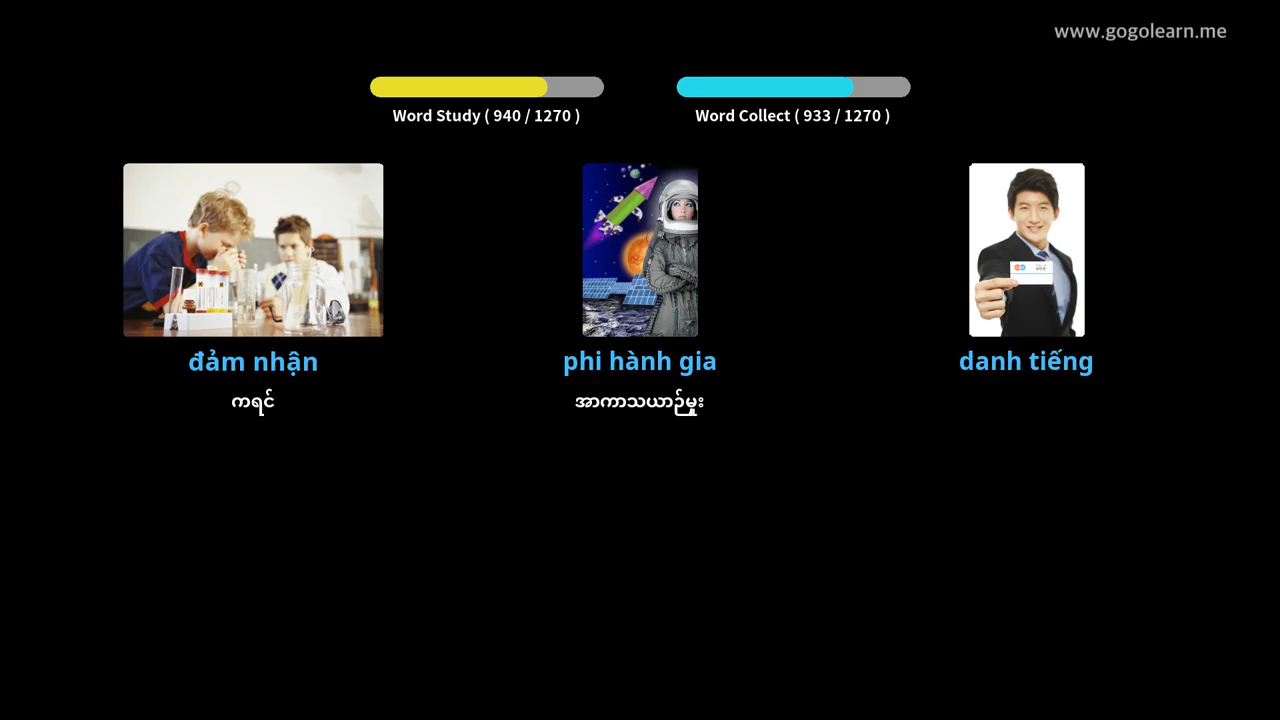 www.gogolearn.me
Word Study ( 940 / 1270 )
Word Collect ( 933 / 1270 )
đảm nhận
phi hành gia
danh tiếng
ကရင်
အာကာသယာဉ်မှူး